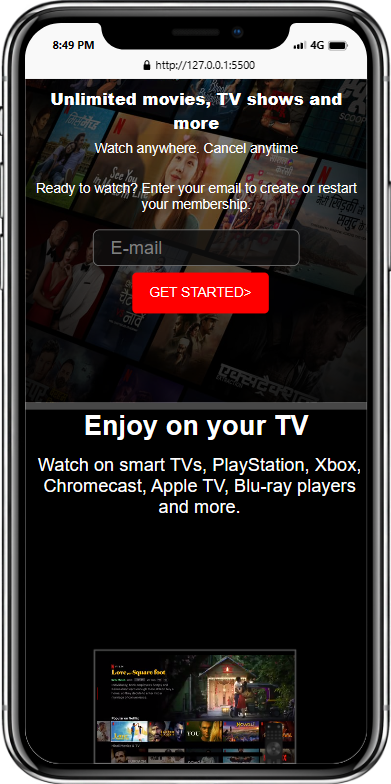 8:49 PM
4G
http://127.0.0.1:5500
Unlimited movies, TV shows and
more
Watch anywhere. Cancel anytime
Ready to watch? Enter your email to create or restart
your membership.
E-mail
GET STARTED>
Enjoy on your TV
Watch on smart TVs, PlayStation, Xbox,
Chromecast, Apple TV, Blu-ray players
and more.
Love per Square foot
YOU